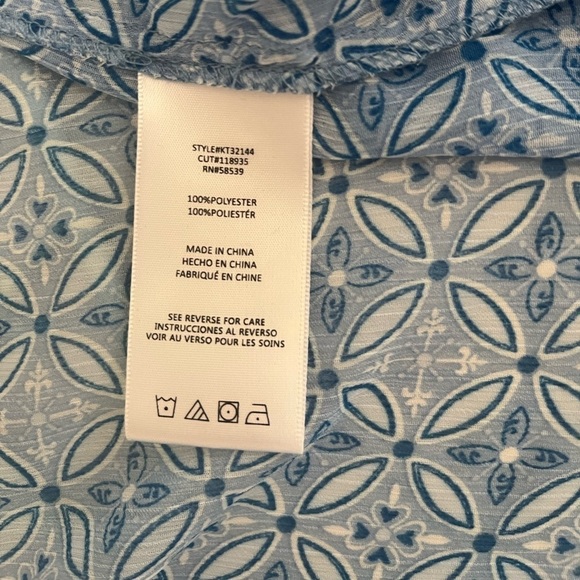 STYLE#KT32144
CUT#118935
RN#58539
100%POLYESTER
100%POLIESTÉR
MADE IN CHINA
HECHO EN CHINA
FABRIQUÉ EN CHINE
SEE REVERSE FOR CARE
INSTRUCCIONES AL REVERSO
VOIR AU VERSO POUR LES SOINS